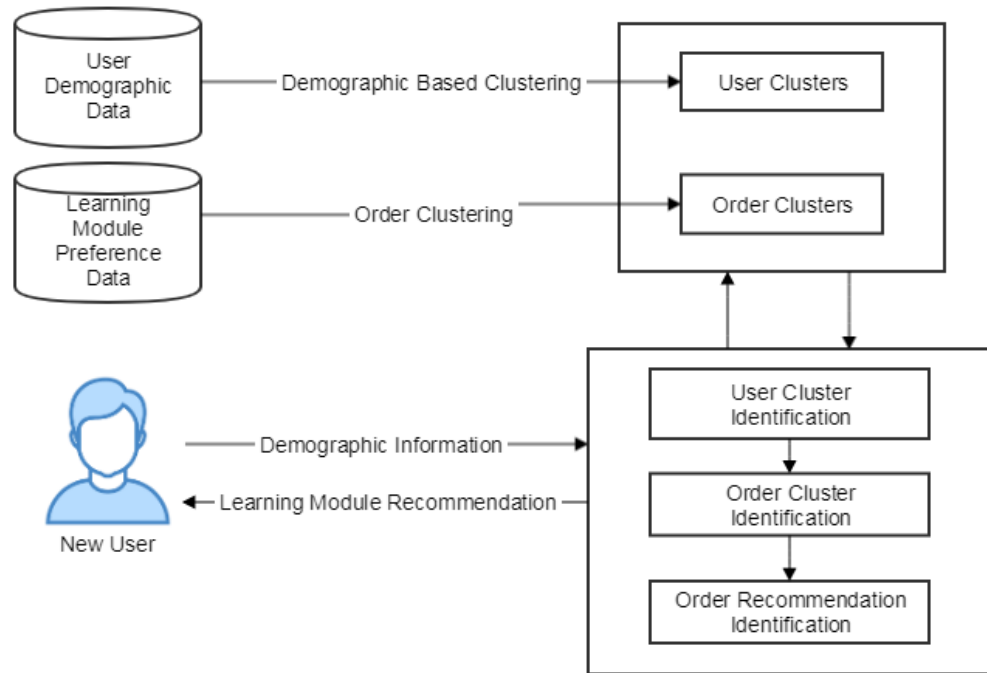 User
Demographic
Data
Demographic Based Clustering
User Clusters
Learning
Module
Preference
Data
Order Clustering
Order Clusters
New User
Demographic Information
Learning Module Recommendation
User Cluster
Identification
Order Cluster
Identification
Order Recommendation
Identification